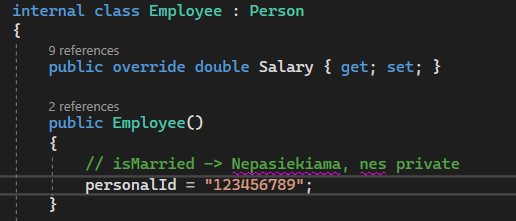 internal class Employee : Person
{
9 references
public override double Salary { get; set; }
2 references
public Employee()
{
// isMarried -> Nepasiekiama, nes private
personalId = "123456789";
}